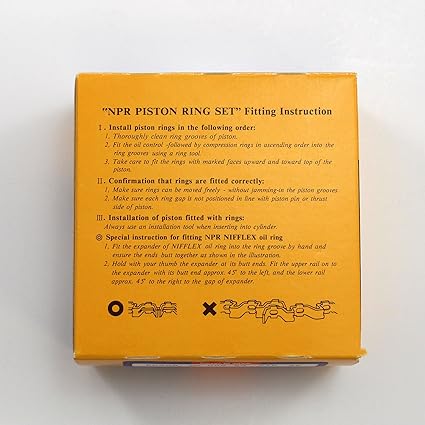 "NPR PISTON RING SET" Fitting Instruction
I. Install piston rings in the following order:
1. Thoroughly clean ring grooves of piston.
2. Fit the oil control -followed by compression rings in ascending order into the
ring grooves using a ring tool.
3. Take care to fit the rings with marked faces upward and toward top of the
piston.
II. Confirmation that rings are fitted correctly:
1. Make sure rings can be moved freely - without jamming-in the piston grooves.
2. Make sure each ring gap is not positioned in line with piston pin or thrust
side of piston.
III. Installation of piston fitted with rings:
Always use an installation tool when inserting into cylinder.
◎ Special instruction for fitting NPR NIFFLEX oil ring
1. Fit the expander of NIFFLEX oil ring into the ring groove by hand and
ensure the ends butt together as shown in the illustration.
2. Hold with your thumb the expander at its butt ends. Fit the upper rail on to
the expander with its butt end approx. 45° to the left, and the lower rail
approx. 45° to the right to the gap of expander.